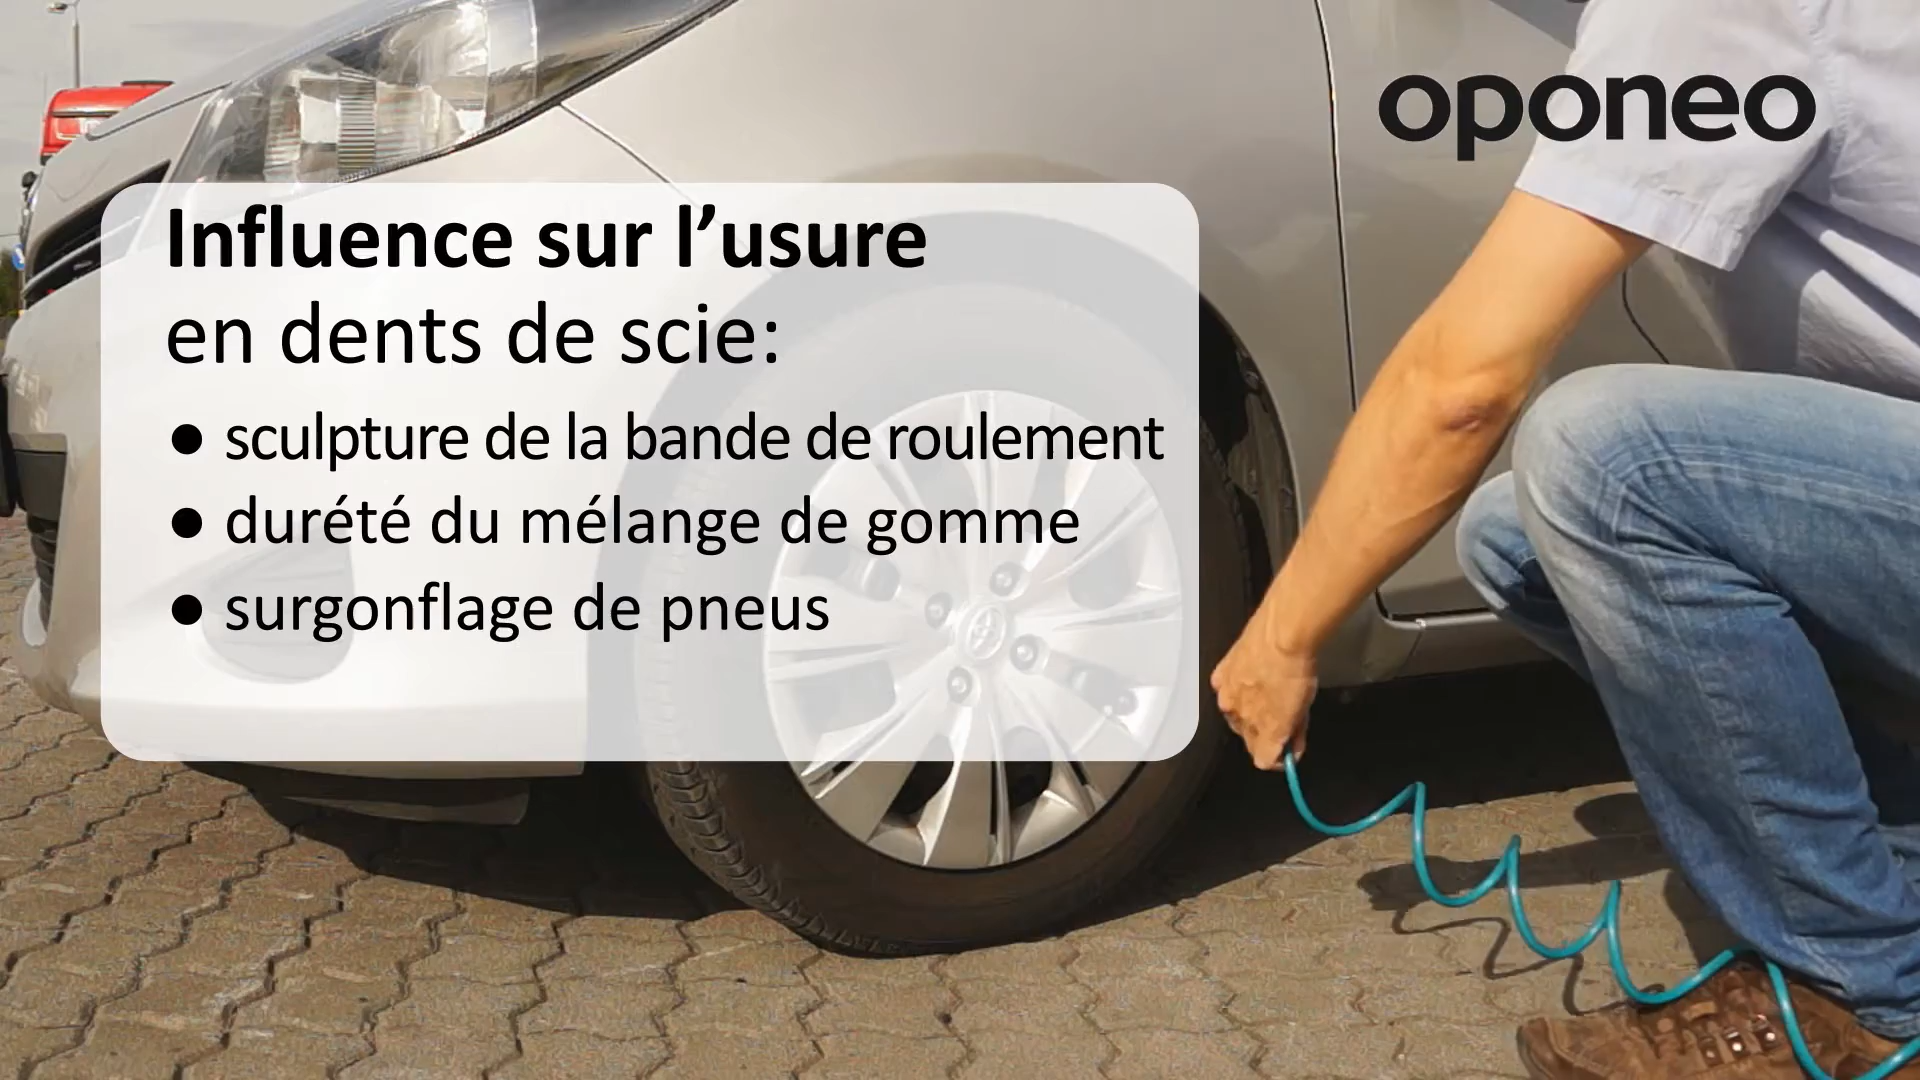 oponeo
Influence sur l’usure
en dents de scie:
● sculpture de la bande de roulement
● durété du mélange de gomme
● surgonflage de pneus